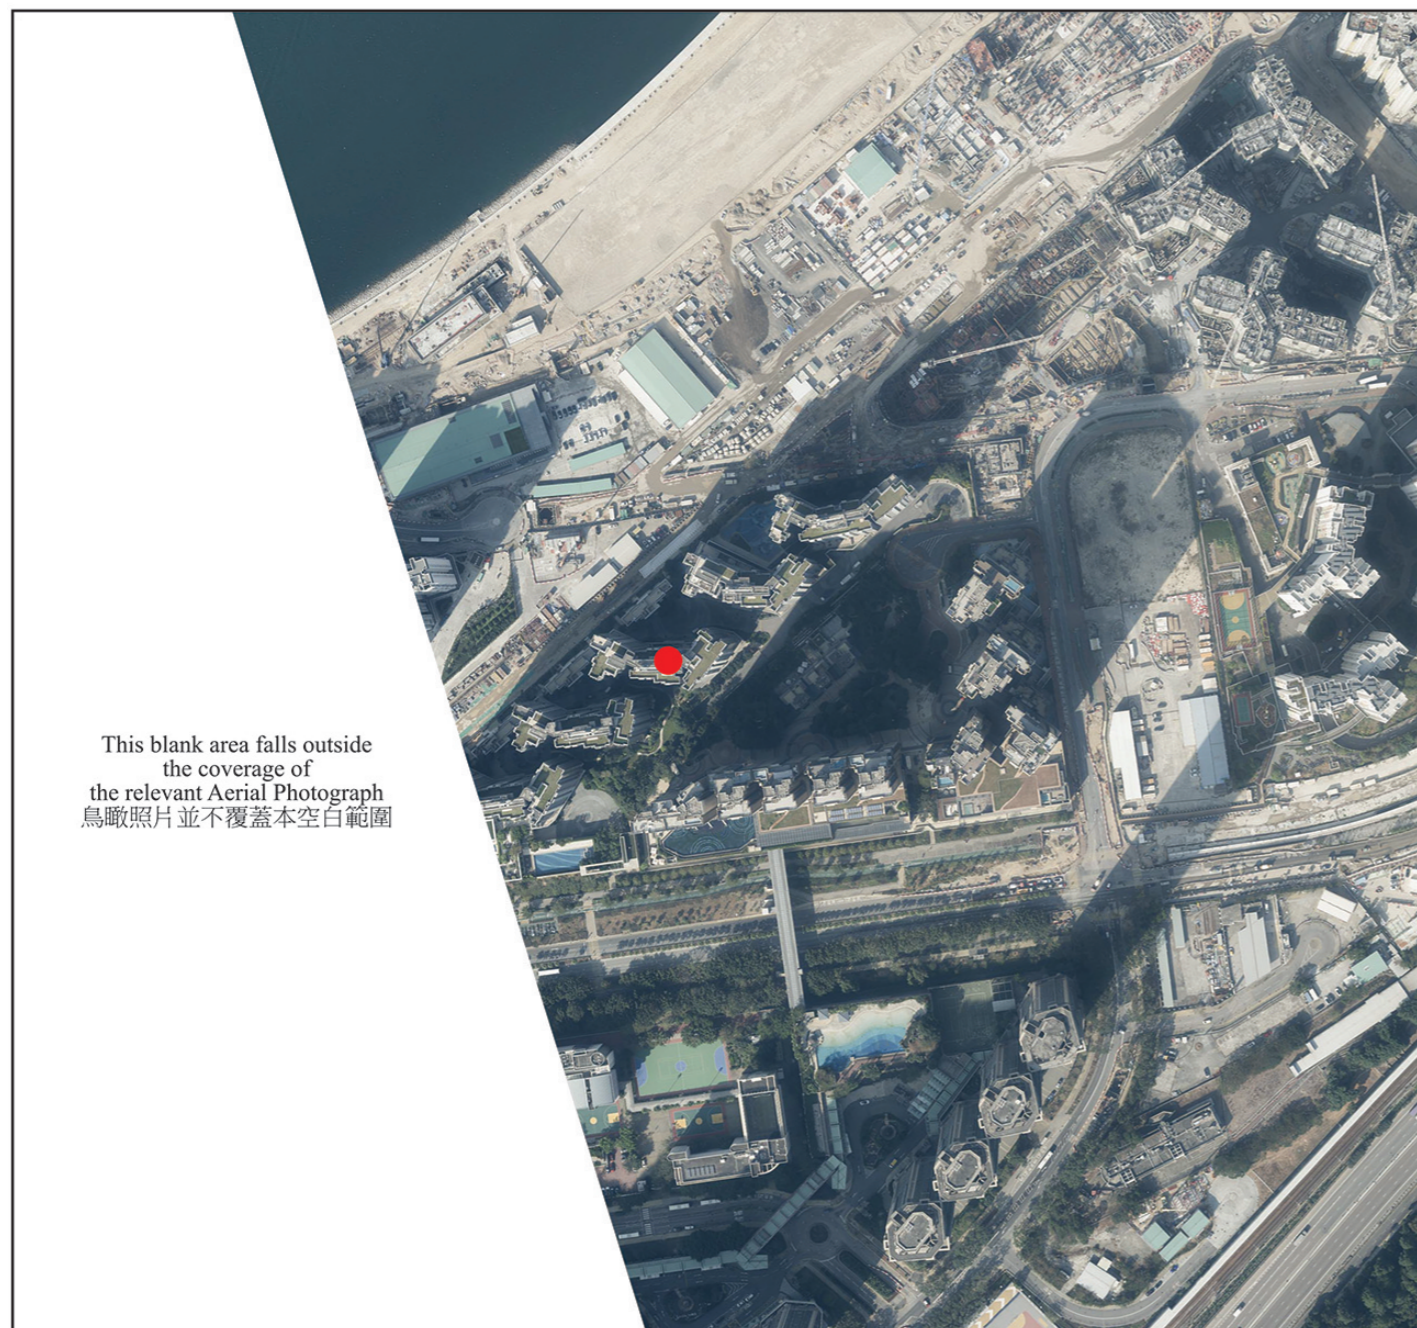 This blank area falls outside
the coverage of
the relevant Aerial Photograph
鳥瞰照片並不覆蓋本空白範圍